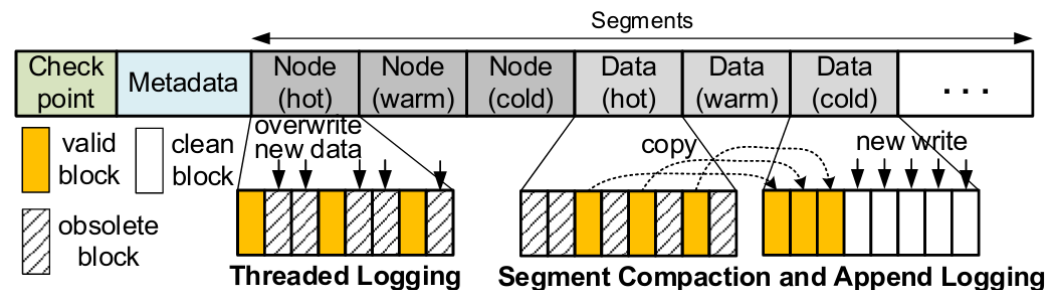 Segments
Check point
Metadata
Node (hot)
Node (warm)
Node (cold)
Data (hot)
Data (warm)
Data (cold)
...
valid block
clean block
obsolete block
overwrite new data
copy
new write
Threaded Logging
Segment Compaction and Append Logging